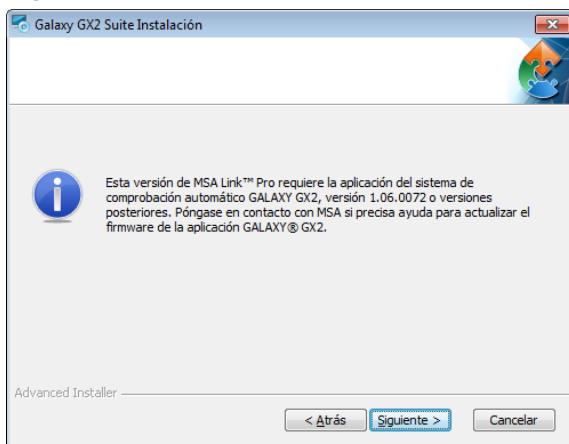 Galaxy GX2 Suite Instalación
Esta versión de MSA Link™ Pro requiere la aplicación del sistema de
comprobación automático GALAXY GX2, versión 1.06.0072 o versiones
posteriores. Póngase en contacto con MSA si precisa ayuda para actualizar el
firmware de la aplicación GALAXY® GX2.
Advanced Installer
< Atrás Siguiente > Cancelar